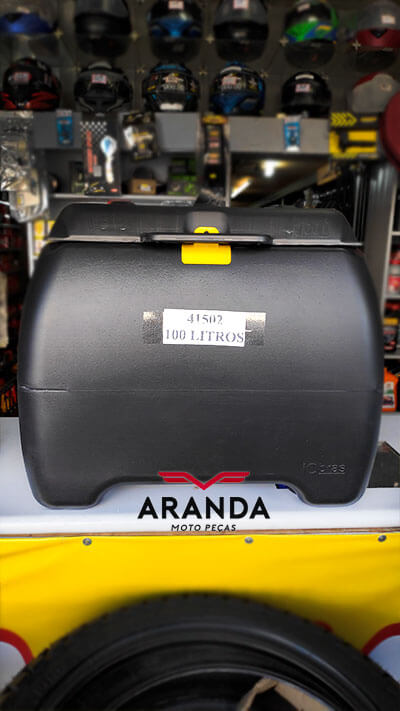 41502
100 LITROS
ARANDA
MOTO PEÇAS